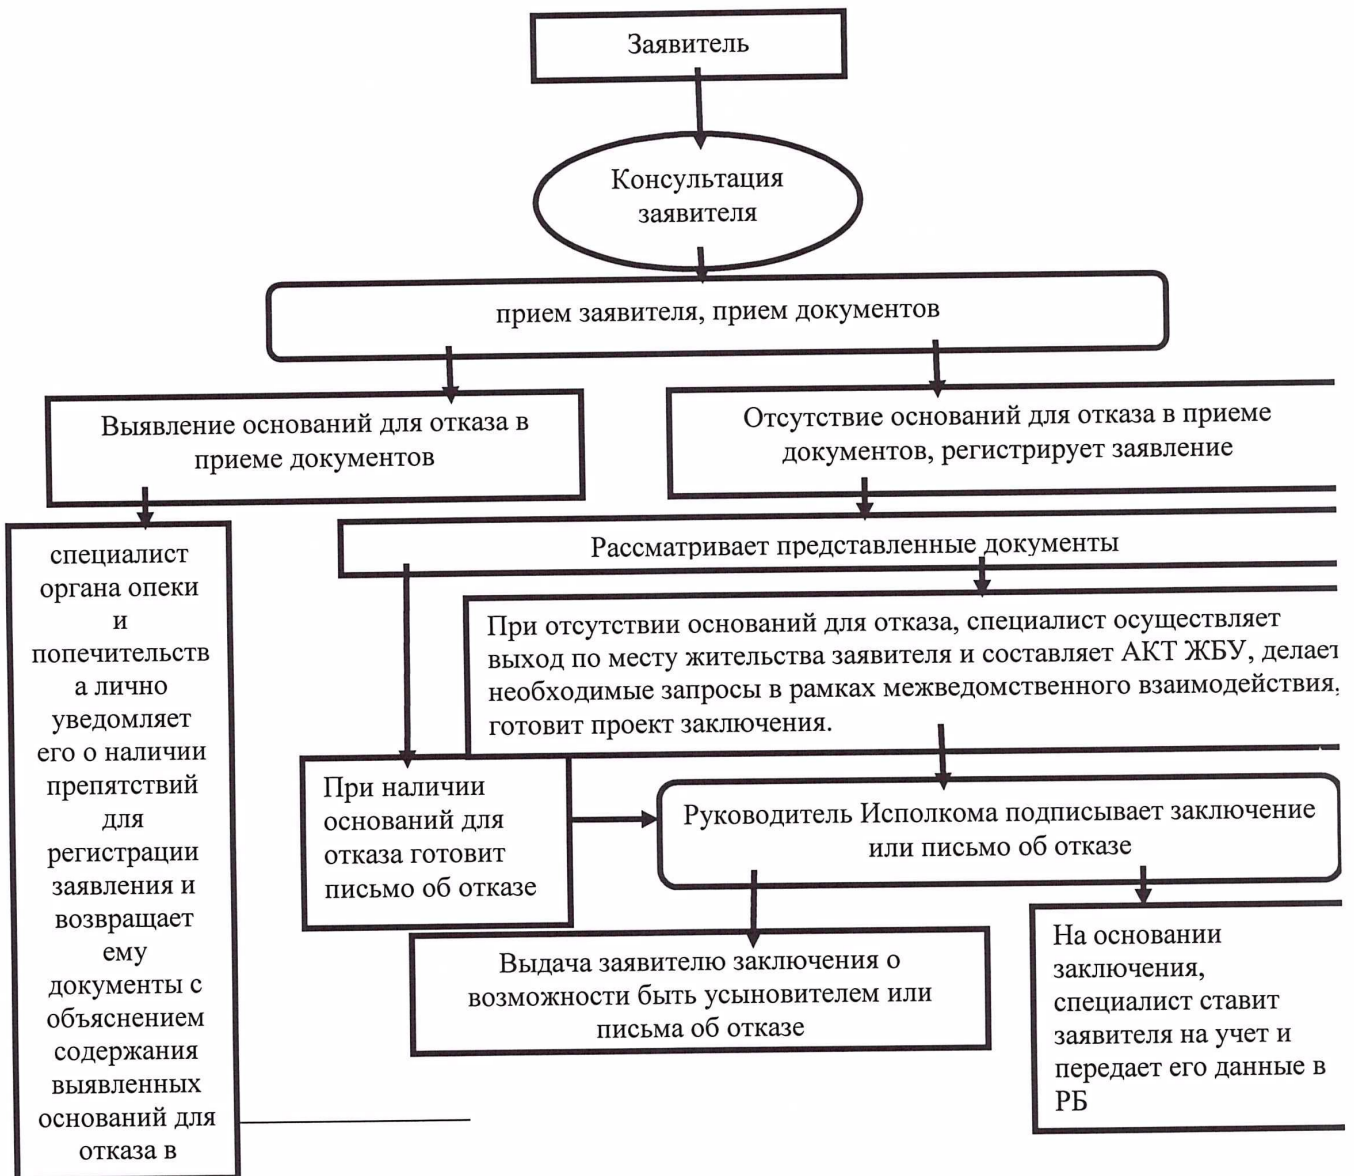 Заявитель
Консультация
заявителя
прием заявителя, прием документов
Выявление оснований для отказа в
приеме документов
Отсутствие оснований для отказа в приеме
документов, регистрирует заявление
специалист
органа опеки
и
попечительств
а лично
уведомляет
его о наличии
препятствий
для
регистрации
заявления и
возвращает
ему
документы с
объяснением
содержания
выявленных
оснований для
отказа в
Рассматривает представленные документы
При отсутствии оснований для отказа, специалист осуществляет
выход по месту жительства заявителя и составляет АКТ ЖБУ, делает
необходимые запросы в рамках межведомственного взаимодействия,
готовит проект заключения.
При наличии
оснований для
отказа готовит
письмо об отказе
Руководитель Исполкома подписывает заключение
или письмо об отказе
Выдача заявителю заключения о
возможности быть усыновителем или
письма об отказе
На основании
заключения,
специалист ставит
заявителя на учет и
передает его данные в
РБ